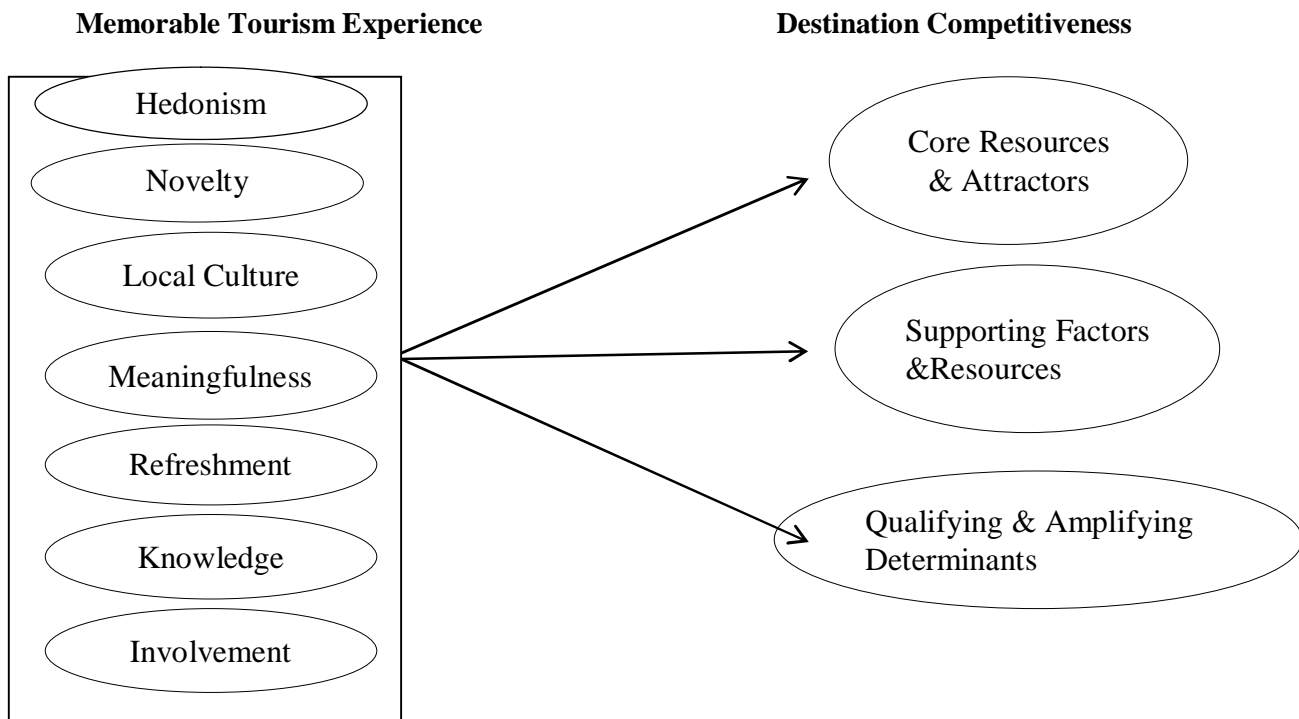 Memorable Tourism Experience
Destination Competitiveness
Hedonism
Novelty
Local Culture
Meaningfulness
Refreshment
Knowledge
Involvement
Core Resources
& Attractors
Supporting Factors
&Resources
Qualifying & Amplifying
Determinants